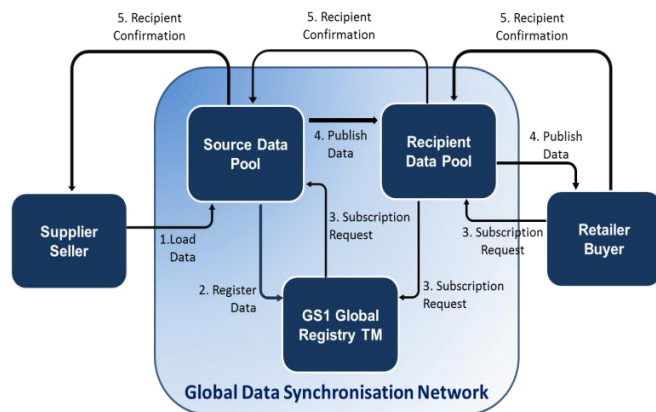 5. Recipient
Confirmation
5. Recipient
Confirmation
5. Recipient
Confirmation
Source Data
Pool
4. Publish
Data
Recipient
Data Pool
4. Publish
Data
Supplier
Seller
1.Load
Data
3. Subscription
Request
3. Subscription
Request
Retailer
Buyer
2. Register
Data
GS1 Global
Registry TM
3. Subscription
Request
Global Data Synchronisation Network